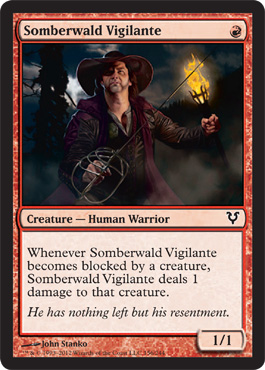 Somberwald Vigilante
Creature — Human Warrior
Whenever Somberwald Vigilante
becomes blocked by a creature,
Somberwald Vigilante deals 1
damage to that creature.
He has nothing left but his resentment.
John Stanko
1/1